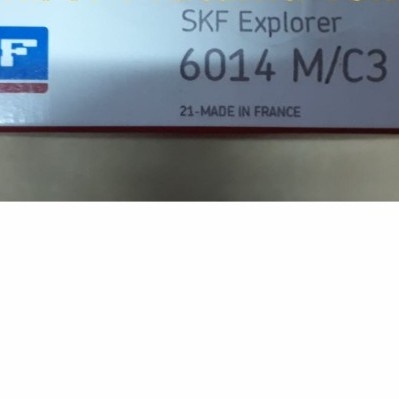 SKF Explorer
F
6014 M/C3
21-MADE IN FRANCE